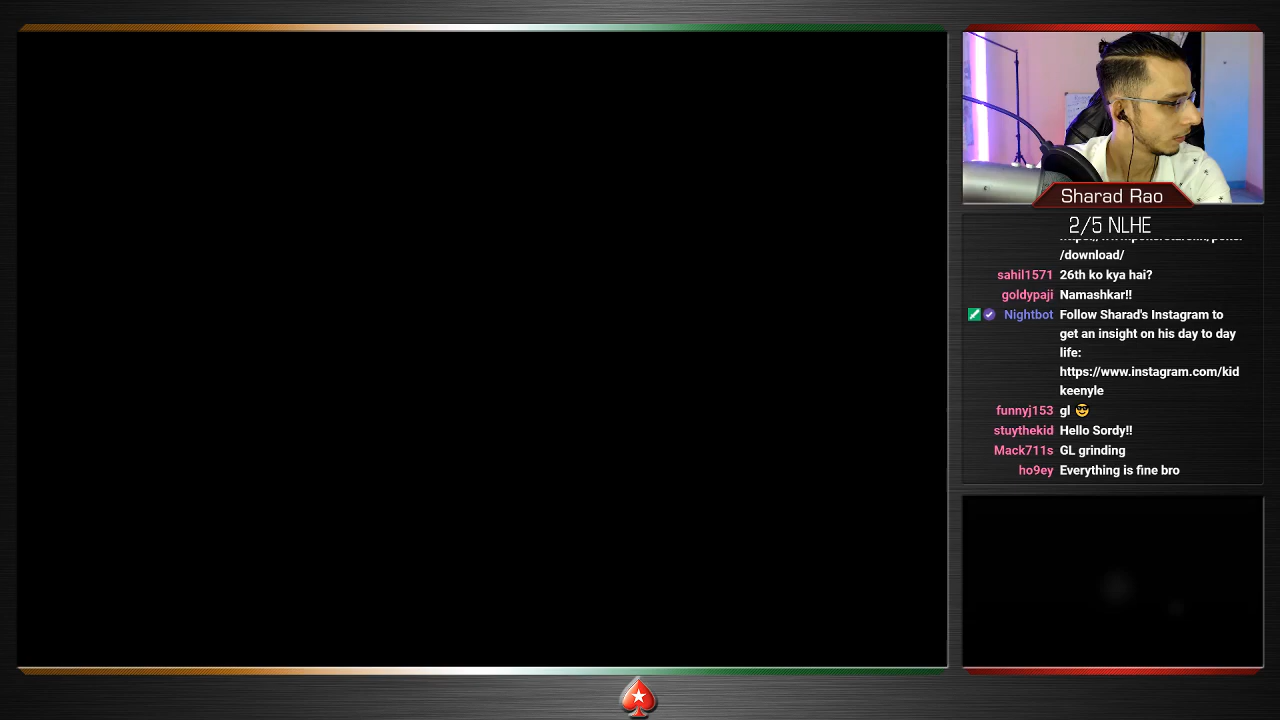 Sharad Rao
2/5 NLHE
/download/
sahil1571 26th ko kya hai?
goldypaji Namashkar!!
Nightbot Follow Sharad's Instagram to
get an insight on his day to day
life:
https://www.instagram.com/kid
keenyle
funnyj153 gl 😎
stuythekid Hello Sordy!!
Mack711s GL grinding
ho9ey Everything is fine bro